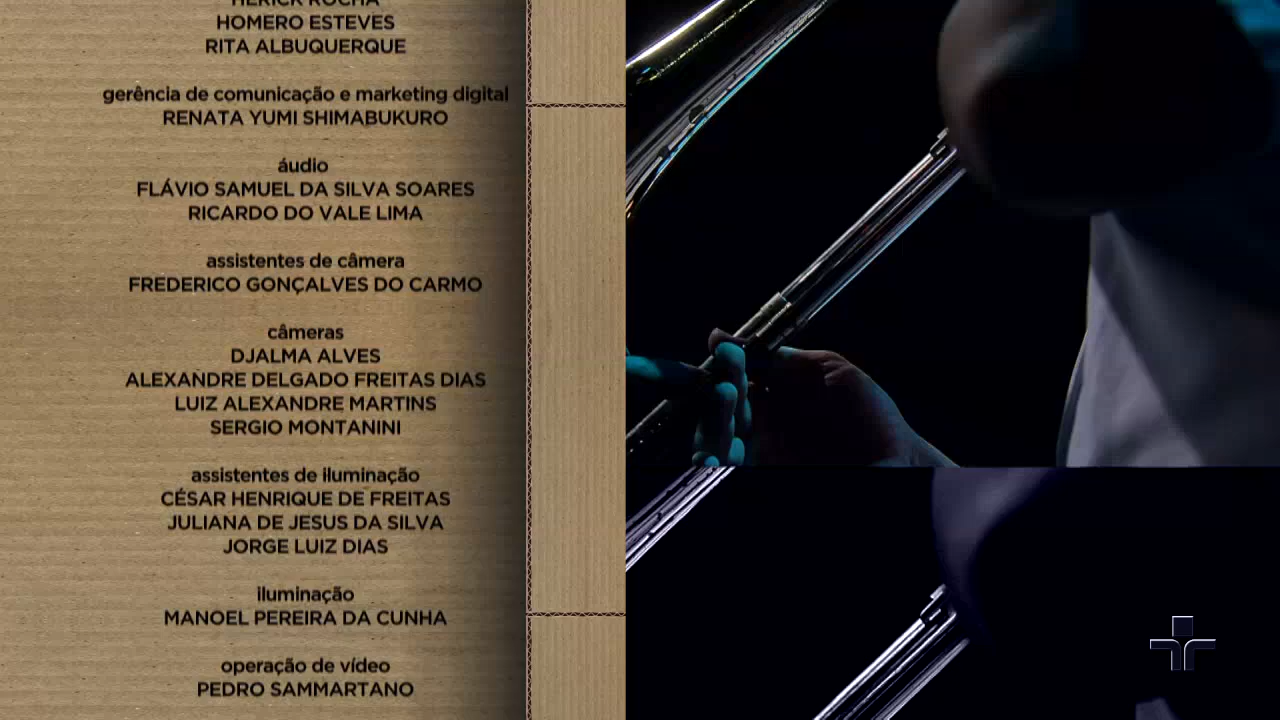 HERICK ROCHA
HOMERO ESTEVES
RITA ALBUQUERQUE
gerência de comunicação e marketing digital
RENATA YUMI SHIMABUKURO
áudio
FLÁVIO SAMUEL DA SILVA SOARES
RICARDO DO VALE LIMA
assistentes de câmera
FREDERICO GONÇALVES DO CARMO
câmeras
DJALMA ALVES
ALEXANDRE DELGADO FREITAS DIAS
LUIZ ALEXANDRE MARTINS
SERGIO MONTANINI
assistentes de iluminação
CÉSAR HENRIQUE DE FREITAS
JULIANA DE JESUS DA SILVA
JORGE LUIZ DIAS
iluminação
MANOEL PEREIRA DA CUNHA
operação de vídeo
PEDRO SAMMARTANO